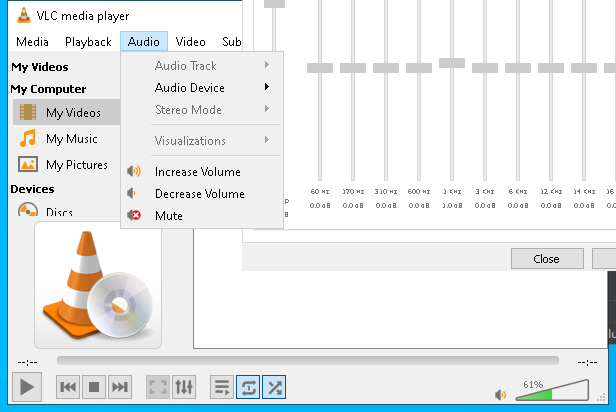 VLC media player
Media Playback Audio Video Sub
My Videos
My Computer
My Videos
My Music
My Pictures
Devices
Discs
Audio Track
Audio Device
Stereo Mode
Visualizations
Increase Volume
Decrease Volume
Mute
60 Hz 170 Hz 310 Hz 600 Hz 1 KHz 3 KHz 6 KHz 12 KHz 14 KHz 16
0.0 dB 0.0 dB 0.0 dB 0.0 dB 1.0 dB 0.0 dB 0.0 dB 0.0 dB 0.0 dB
Close
--:-- --:--
61%